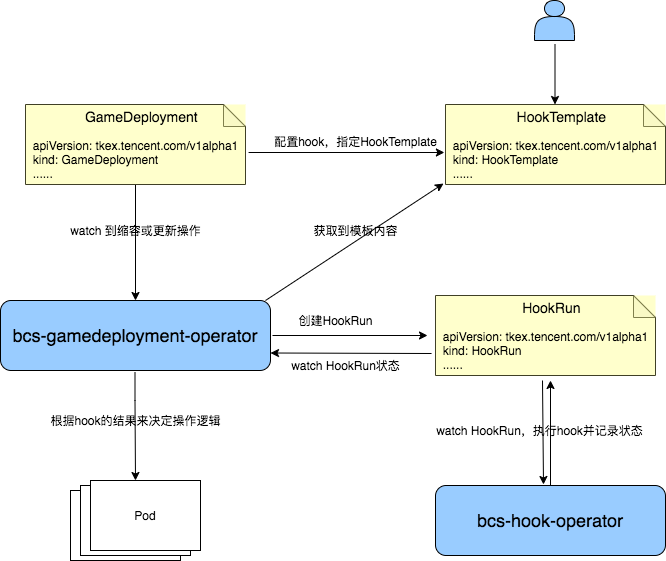 GameDeployment
apiVersion: tkex.tencent.com/v1alpha1
kind: GameDeployment
......
配置hook，指定HookTemplate
HookTemplate
apiVersion: tkex.tencent.com/v1alpha1
kind: HookTemplate
......
watch 到缩容或更新操作
获取到模板内容
bcs-gamedeployment-operator
创建HookRun
watch HookRun状态
HookRun
apiVersion: tkex.tencent.com/v1alpha1
kind: HookRun
......
根据hook的结果来决定操作逻辑
watch HookRun，执行hook并记录状态
Pod
bcs-hook-operator